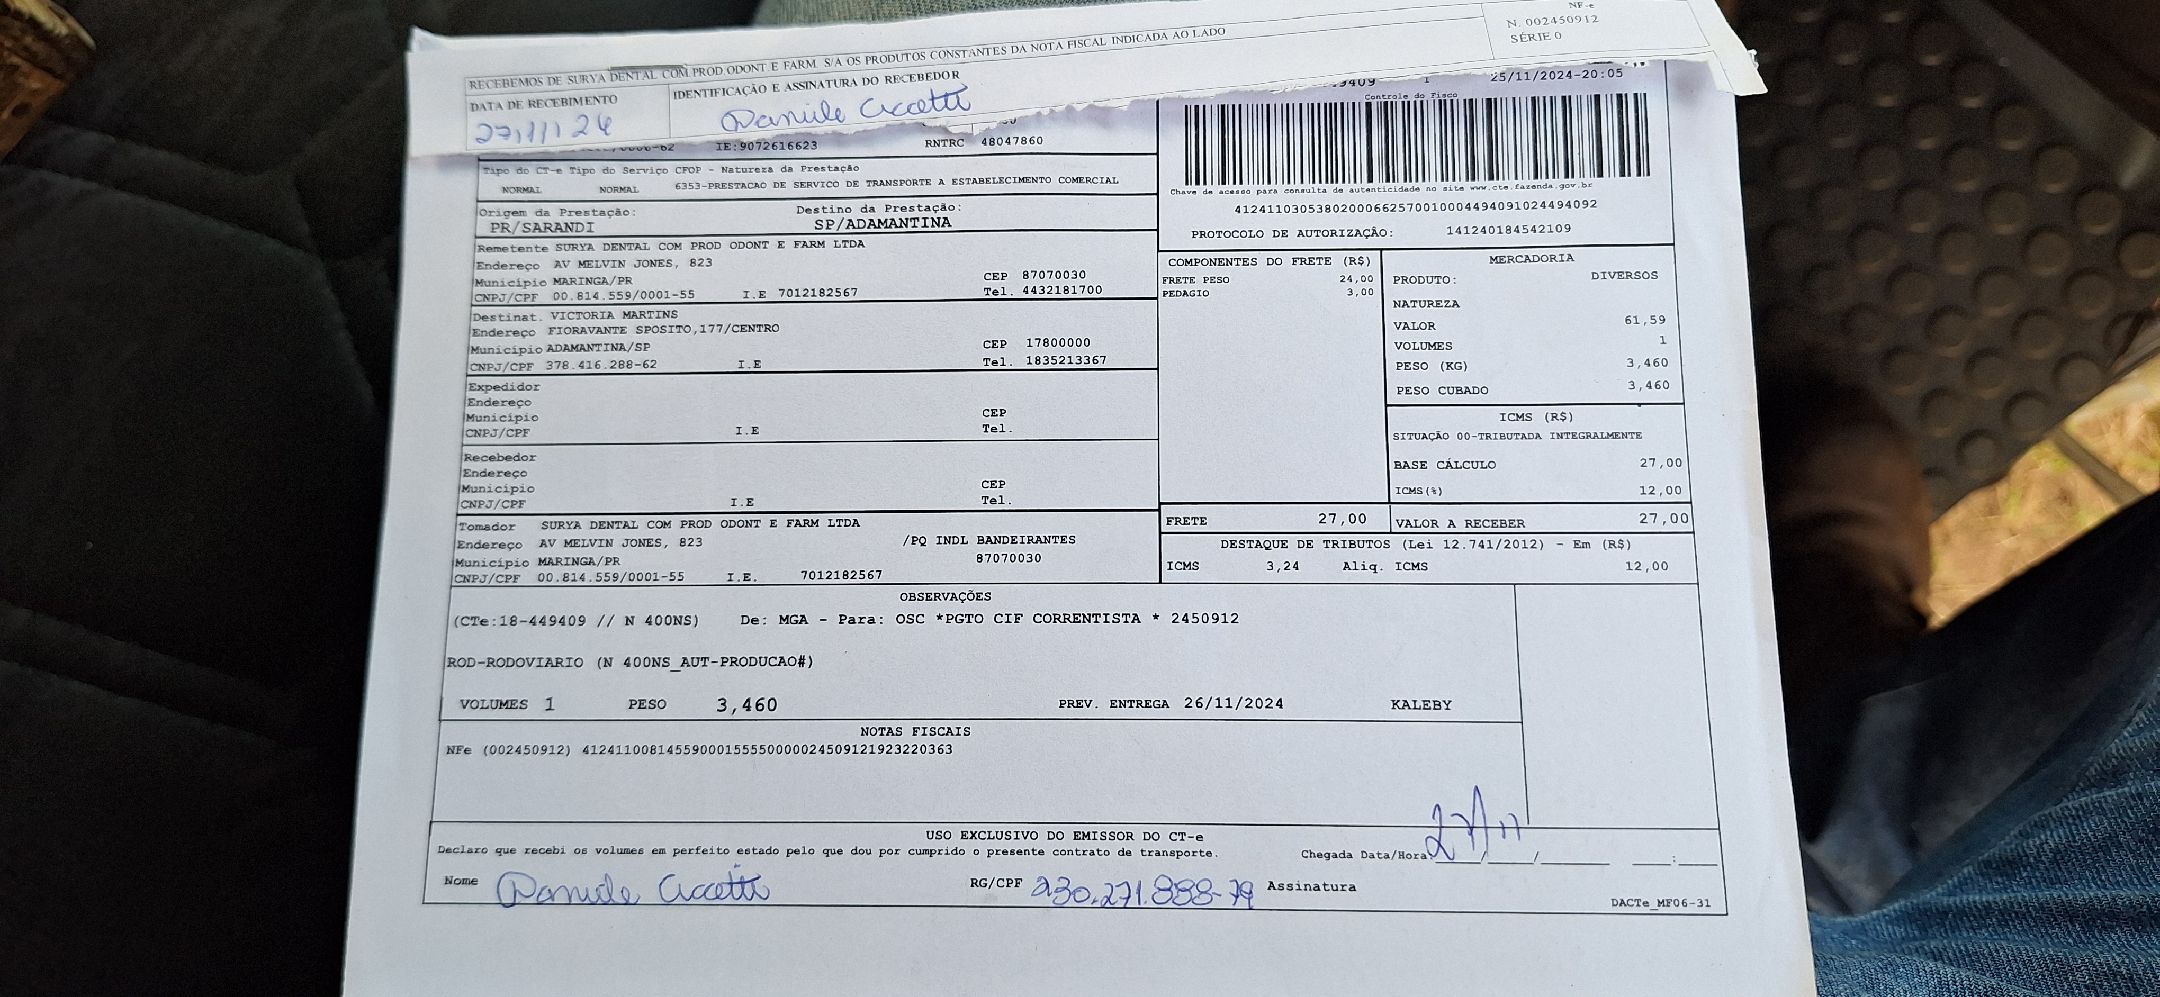 NF-e
N. 002450912
SÉRIE 0
RECEBEMOS DE SURYA DENTAL COM PROD ODONT E FARM. S/A OS PRODUTOS CONSTANTES DA NOTA FISCAL INDICADA AO LADO
DATA DE RECEBIMENTO
IDENTIFICAÇÃO E ASSINATURA DO RECEBEDOR
27/11/24
Daniele Ciccetti
25/11/2024-20:05
Controle do Fisco
IE:9072616623
RNTRC 48047860
Tipo do CT-e Tipo do Serviço CFOP - Natureza da Prestação
NORMAL NORMAL 6353-PRESTACAO DE SERVICO DE TRANSPORTE A ESTABELECIMENTO COMERCIAL
Chave de acesso para consulta de autenticidade no site www.cte.fazenda.gov.br
41241103053802000662570010004494091024494092
PROTOCOLO DE AUTORIZAÇÃO: 141240184542109
Origem da Prestação: Destino da Prestação:
PR/SARANDI SP/ADAMANTINA
Remetente SURYA DENTAL COM PROD ODONT E FARM LTDA
Endereço AV MELVIN JONES, 823
Município MARINGA/PR CEP 87070030
CNPJ/CPF 00.814.559/0001-55 I.E 7012182567 Tel. 4432181700
Destinat. VICTORIA MARTINS
Endereço FIORAVANTE SPOSITO,177/CENTRO
Município ADAMANTINA/SP CEP 17800000
CNPJ/CPF 378.416.288-62 I.E Tel. 1835213367
Expedidor
Endereço
Município CEP
CNPJ/CPF I.E Tel.
Recebedor
Endereço
Município CEP
CNPJ/CPF I.E Tel.
Tomador SURYA DENTAL COM PROD ODONT E FARM LTDA
Endereço AV MELVIN JONES, 823 /PQ INDL BANDEIRANTES
Município MARINGA/PR 87070030
CNPJ/CPF 00.814.559/0001-55 I.E. 7012182567
COMPONENTES DO FRETE (R$)
FRETE PESO 24,00
PEDAGIO 3,00
MERCADORIA
PRODUTO: DIVERSOS
NATUREZA
VALOR 61,59
VOLUMES 1
PESO (KG) 3,460
PESO CUBADO 3,460
ICMS (R$)
SITUAÇÃO 00-TRIBUTADA INTEGRALMENTE
BASE CÁLCULO 27,00
ICMS(%) 12,00
FRETE 27,00 VALOR A RECEBER 27,00
DESTAQUE DE TRIBUTOS (Lei 12.741/2012) - Em (R$)
ICMS 3,24 Aliq. ICMS 12,00
OBSERVAÇÕES
(CTe:18-449409 // N 400NS) De: MGA - Para: OSC *PGTO CIF CORRENTISTA * 2450912
ROD-RODOVIARIO (N 400NS_AUT-PRODUCAO#)
VOLUMES 1 PESO 3,460 PREV. ENTREGA 26/11/2024 KALEBY
NOTAS FISCAIS
NFe (002450912) 41241100814559000155550000024509121923220363
USO EXCLUSIVO DO EMISSOR DO CT-e
Declaro que recebi os volumes em perfeito estado pelo que dou por cumprido o presente contrato de transporte. Chegada Data/Hora: 27/11
Nome Daniele Ciccetti RG/CPF 230.271.888-79 Assinatura
DACTe_MF06-31